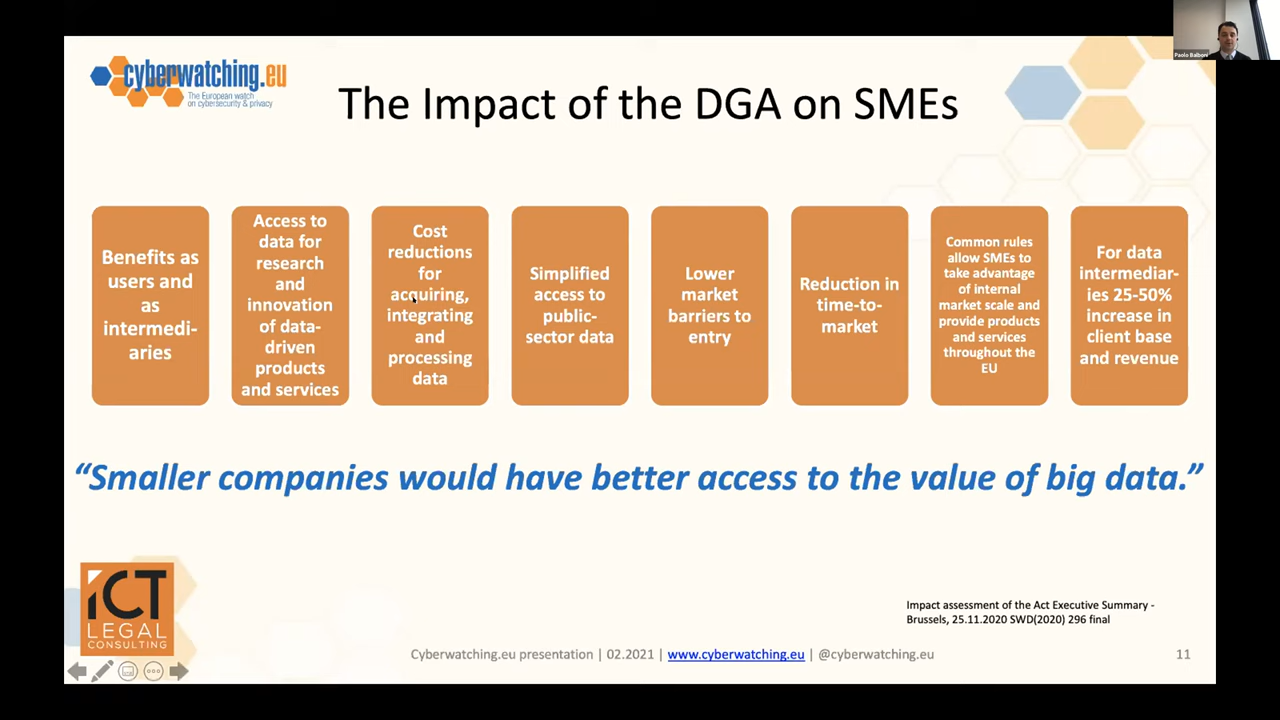 Paolo Balboni
cyberwatching.eu
The European watch
on cybersecurity & privacy
The Impact of the DGA on SMEs
Benefits as
users and
as
intermedi-
aries
Access to
data for
research
and
innovation
of data-
driven
products
and services
Cost
reductions
for
acquiring,
integrating
and
processing
data
Simplified
access to
public-
sector data
Lower
market
barriers to
entry
Reduction in
time-to-
market
Common rules
allow SMEs to
take advantage
of internal
market scale and
provide products
and services
throughout the
EU
For data
intermediar-
ies 25-50%
increase in
client base
and revenue
“Smaller companies would have better access to the value of big data.”
ICT
LEGAL
CONSULTING
Impact assessment of the Act Executive Summary -
Brussels, 25.11.2020 SWD(2020) 296 final
Cyberwatching.eu presentation | 02.2021 | www.cyberwatching.eu | @cyberwatching.eu
11